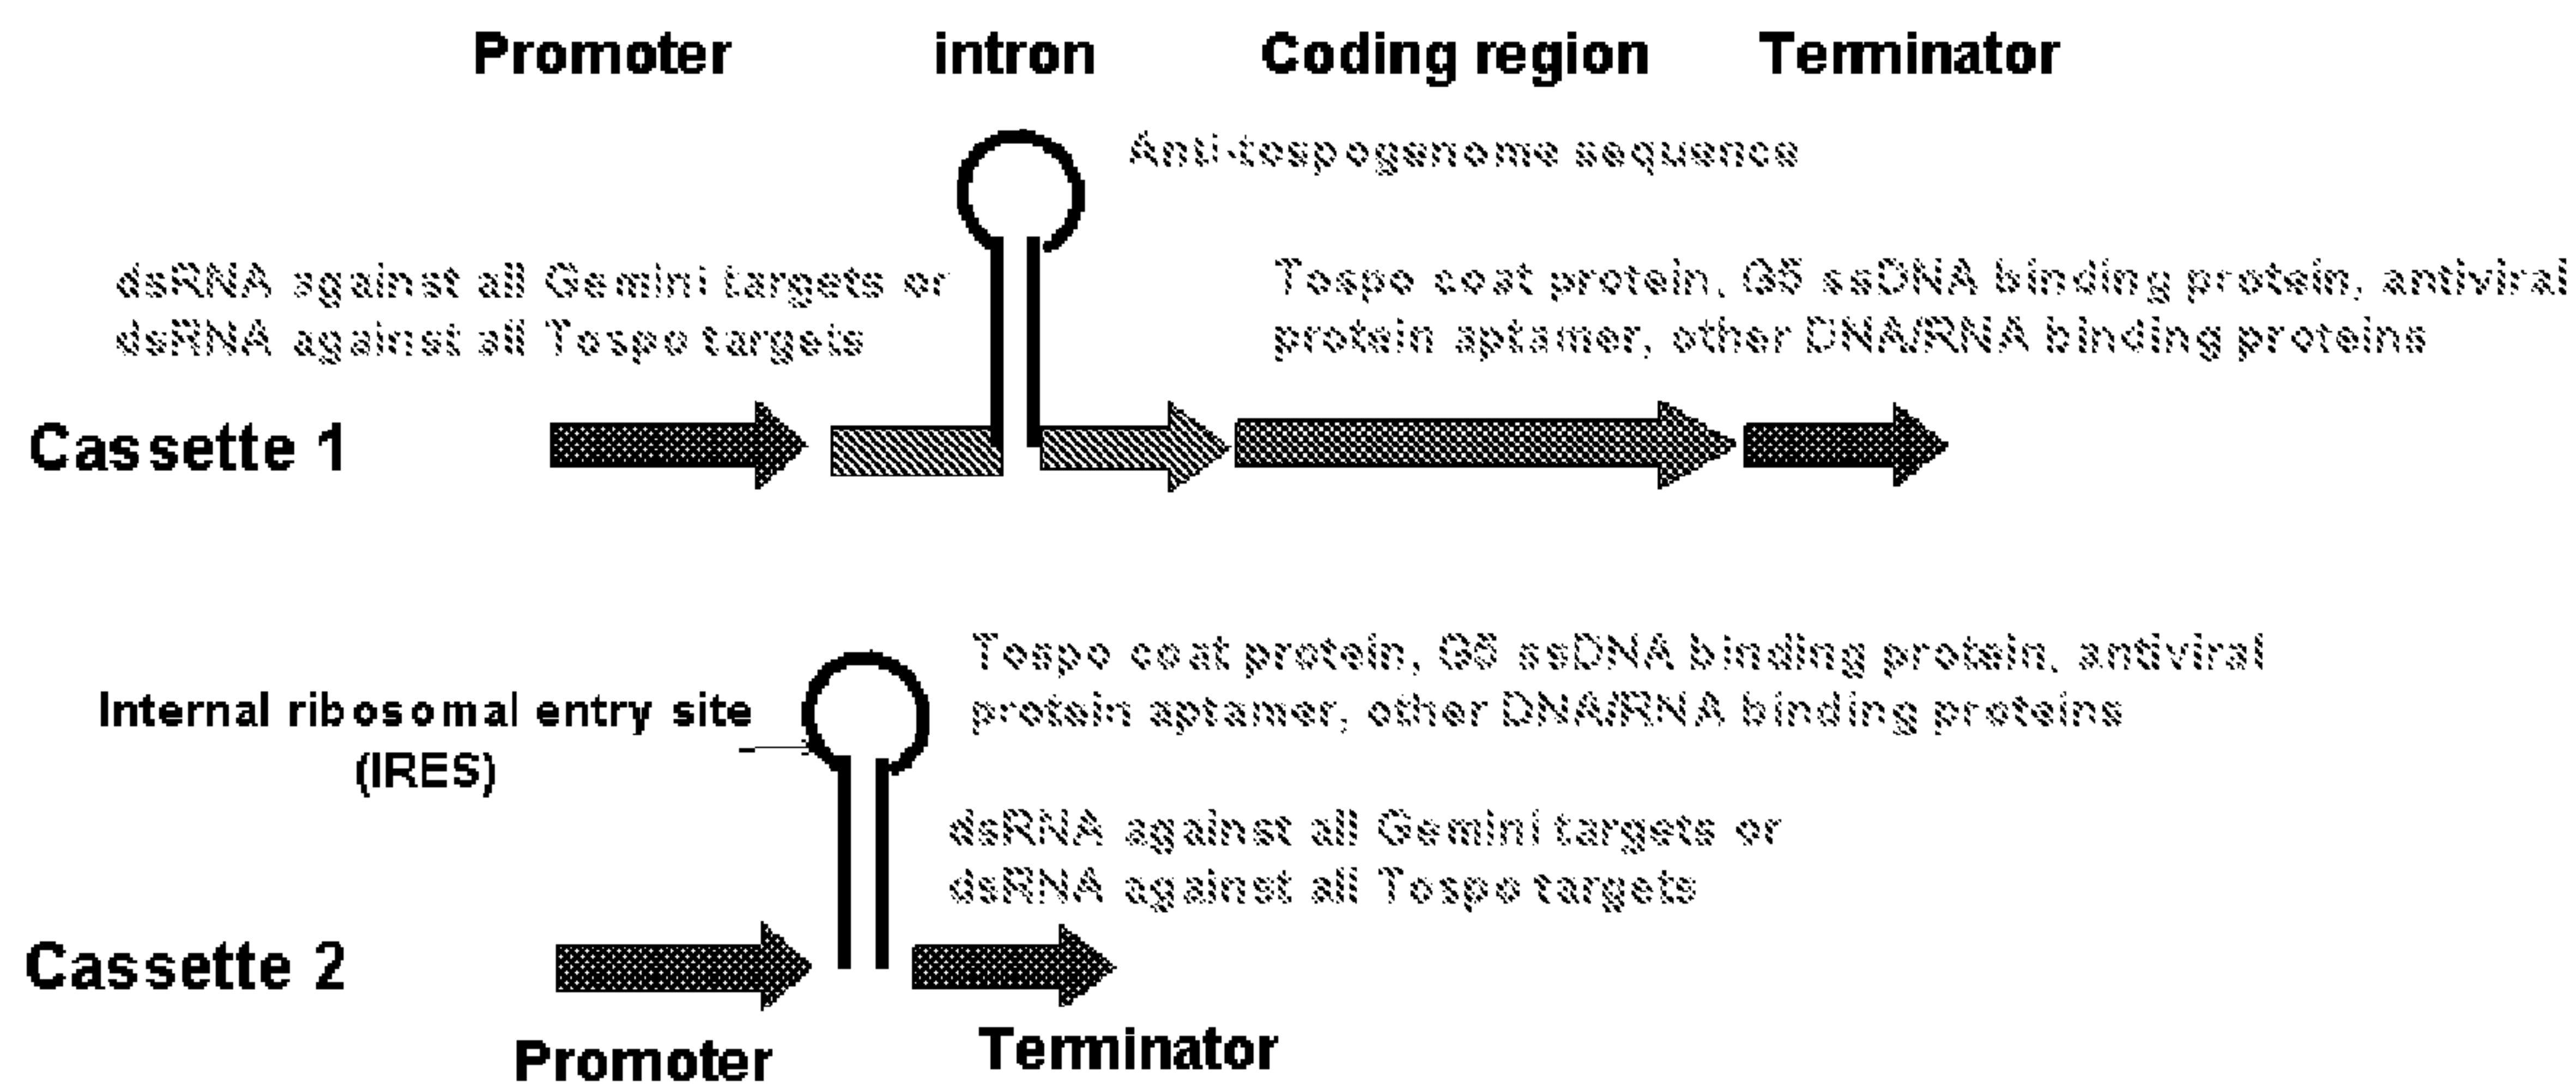 Promoter intron Coding region Terminator
Anti-tospogenome sequence
dsRNA against all Gemini targets or
dsRNA against all Tospo targets
Tospo coat protein, G5 ssDNA binding protein, antiviral
protein aptamer, other DNA/RNA binding proteins
Cassette 1
Internal ribosomal entry site
(IRES)
Tospo coat protein, G5 ssDNA binding protein, antiviral
protein aptamer, other DNA/RNA binding proteins
dsRNA against all Gemini targets or
dsRNA against all Tospo targets
Cassette 2
Promoter
Terminator